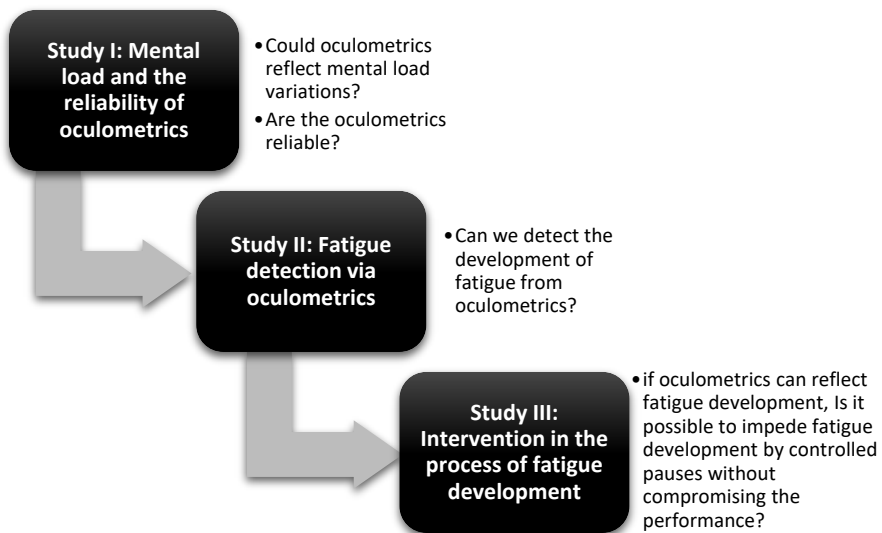 Study I: Mental
load and the
reliability of
oculometrics
•Could oculometrics
reflect mental load
variations?
•Are the oculometrics
reliable?
Study II: Fatigue
detection via
oculometrics
•Can we detect the
development of
fatigue from
oculometrics?
Study III:
Intervention in the
process of fatigue
development
•if oculometrics can reflect
fatigue development, Is it
possible to impede fatigue
development by controlled
pauses without
compromising the
performance?